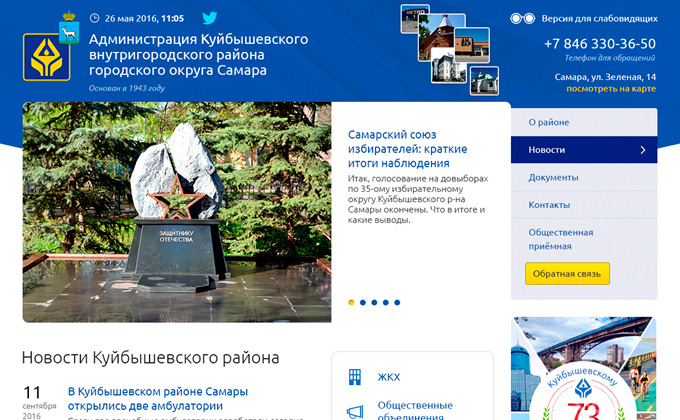 26 мая 2016, 11:05
Версия для слабовидящих
Администрация Куйбышевского
внутригородского района
городского округа Самара
Основан в 1943 году
METRO
+7 846 330-36-50
Телефон для обращений
Самара, ул. Зеленая, 14
посмотреть на карте
ЗАЩИТНИКУ
ОТЕЧЕСТВА
Самарский союз
избирателей: краткие
итоги наблюдения
Итак, голосование на довыборах
по 35-ому избирательному
округу Куйбышевского р-на
Самары окончены. Что в итоге и
какие выводы.
О районе
Новости
Документы
Контакты
Общественная
приёмная
Обратная связь
Новости Куйбышевского района
11
сентября
2016
В Куйбышевском районе Самары
открылись две амбулатории
ЖКХ
Общественные
объединения
Куйбышевскому
73